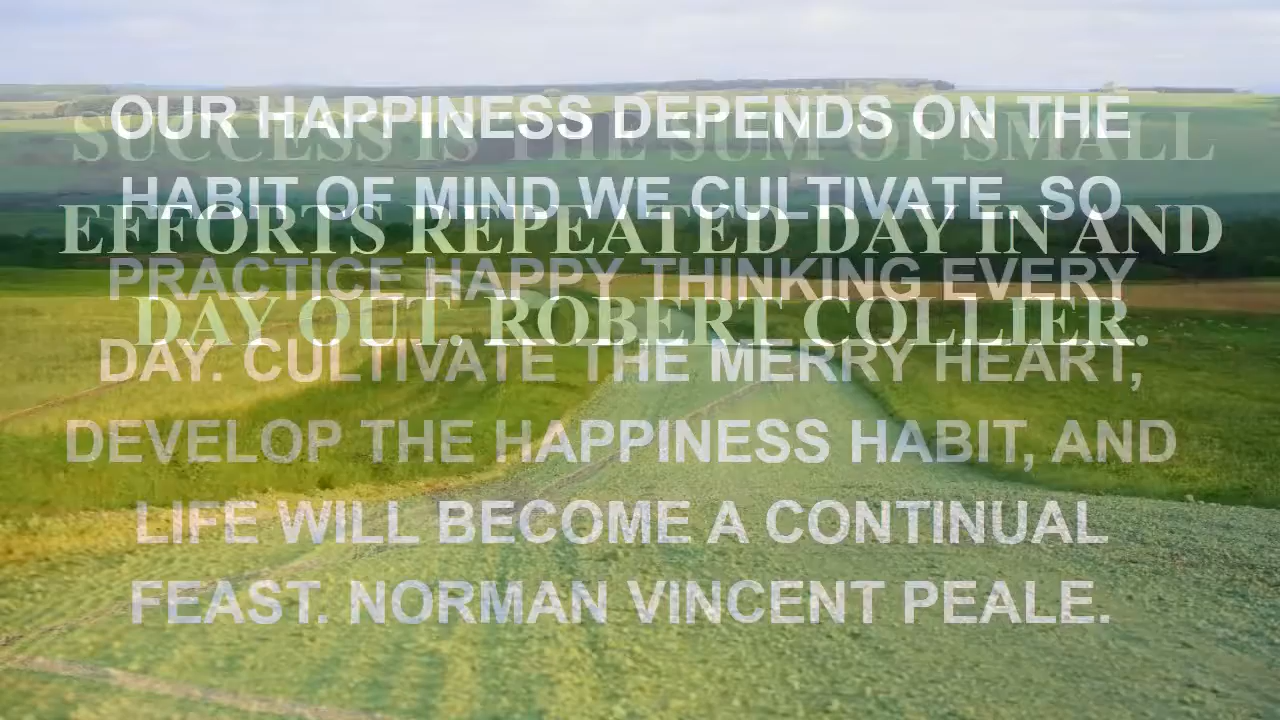 OUR HAPPINESS DEPENDS ON THE
HABIT OF MIND WE CULTIVATE. SO
PRACTICE HAPPY THINKING EVERY
DAY. CULTIVATE THE MERRY HEART,
DEVELOP THE HAPPINESS HABIT, AND
LIFE WILL BECOME A CONTINUAL
FEAST. NORMAN VINCENT PEALE.
SUCCESS IS THE SUM OF SMALL
EFFORTS REPEATED DAY IN AND
DAY OUT. ROBERT COLLIER.